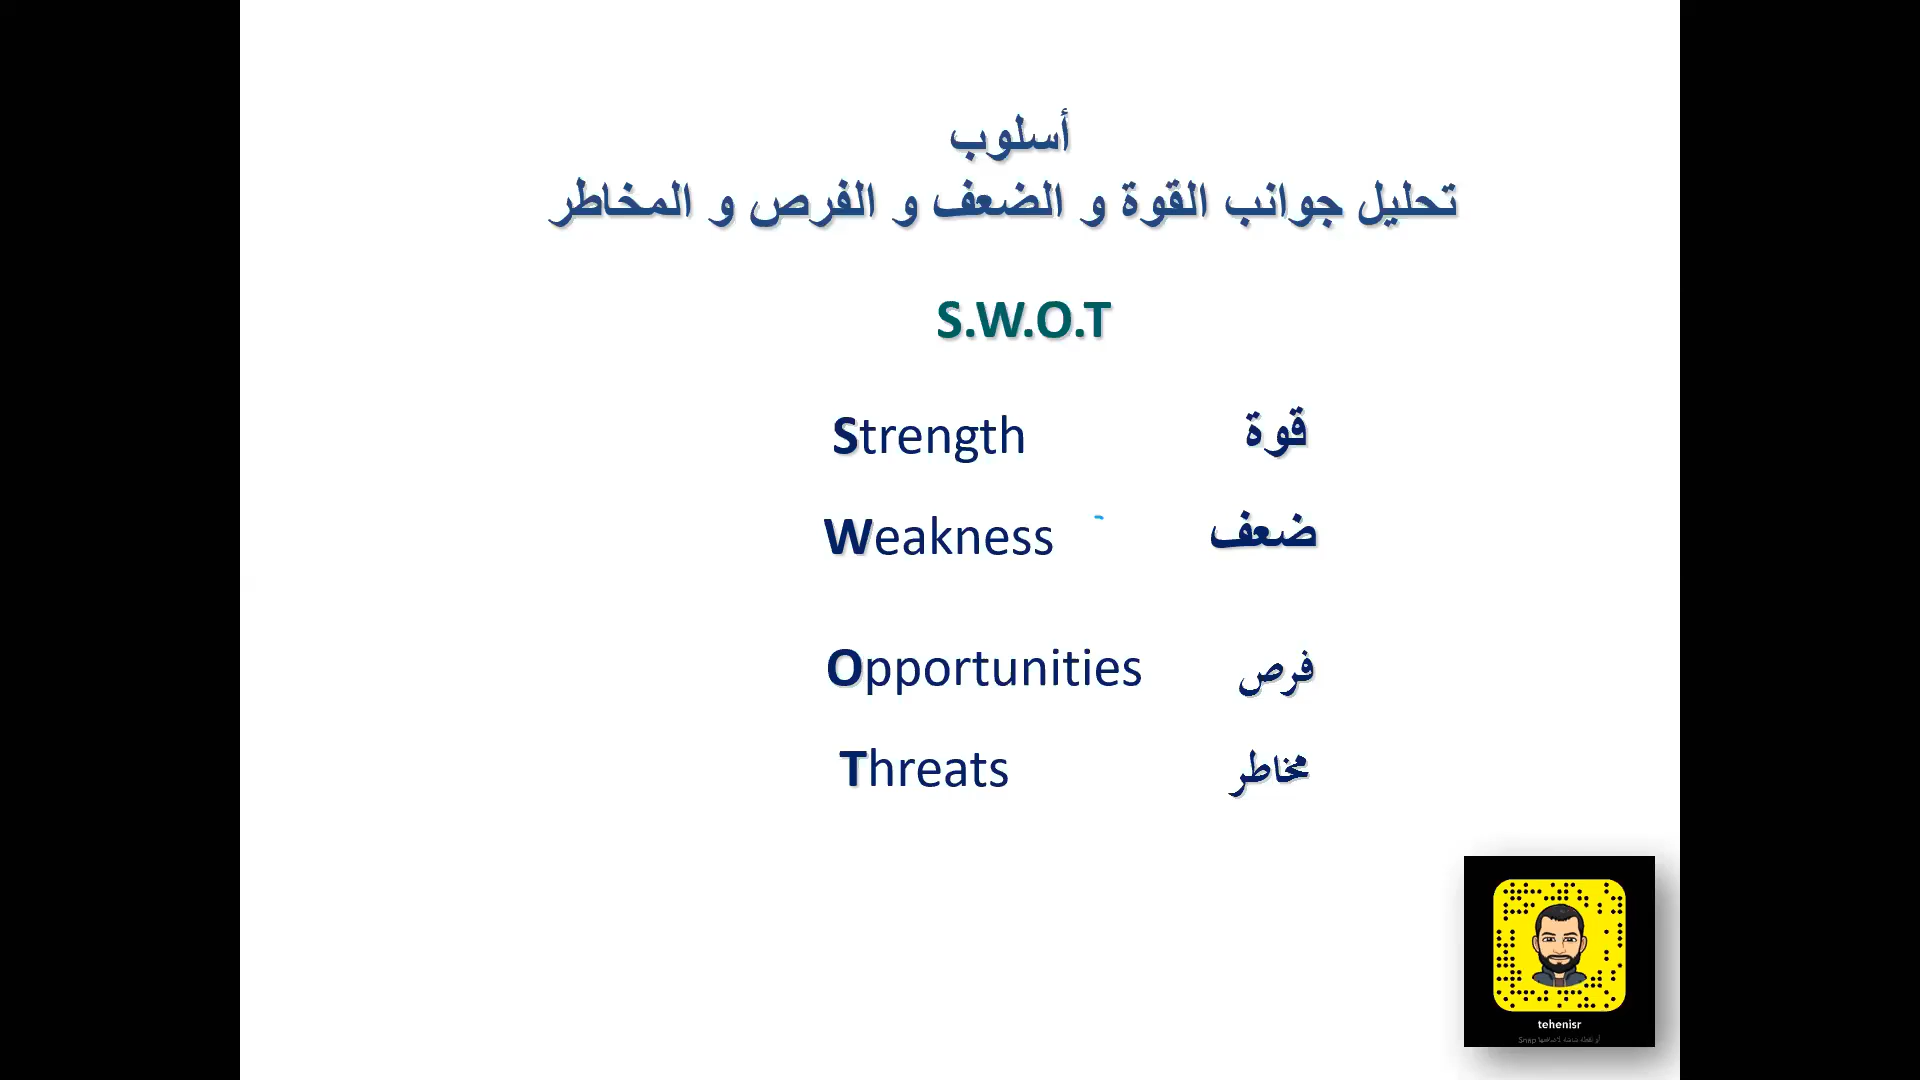 أسلوب
تحليل جوانب القوة و الضعف و الفرص و المخاطر
S.W.O.T
Strength قوة
Weakness ضعف
Opportunities فرص
Threats مخاطر
tehenisr